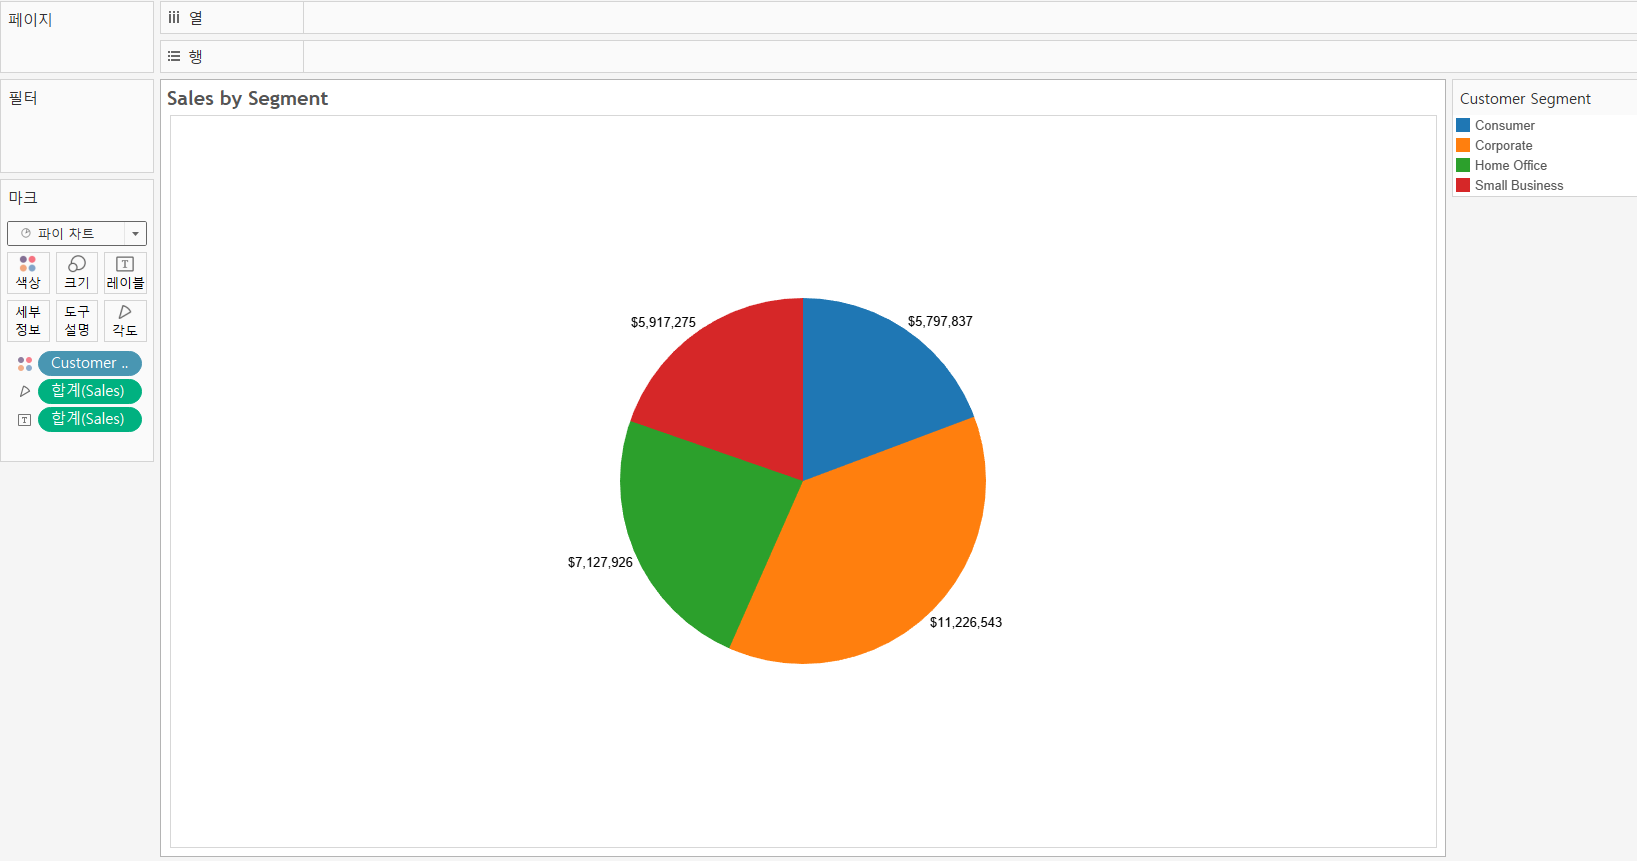 페이지
열
행
필터
마크
파이 차트
색상
크기
T
레이블
세부
정보
도구
설명
각도
Customer ..
합계(Sales)
T
합계(Sales)
Sales by Segment
$5,917,275
$5,797,837
$7,127,926
$11,226,543
Customer Segment
Consumer
Corporate
Home Office
Small Business